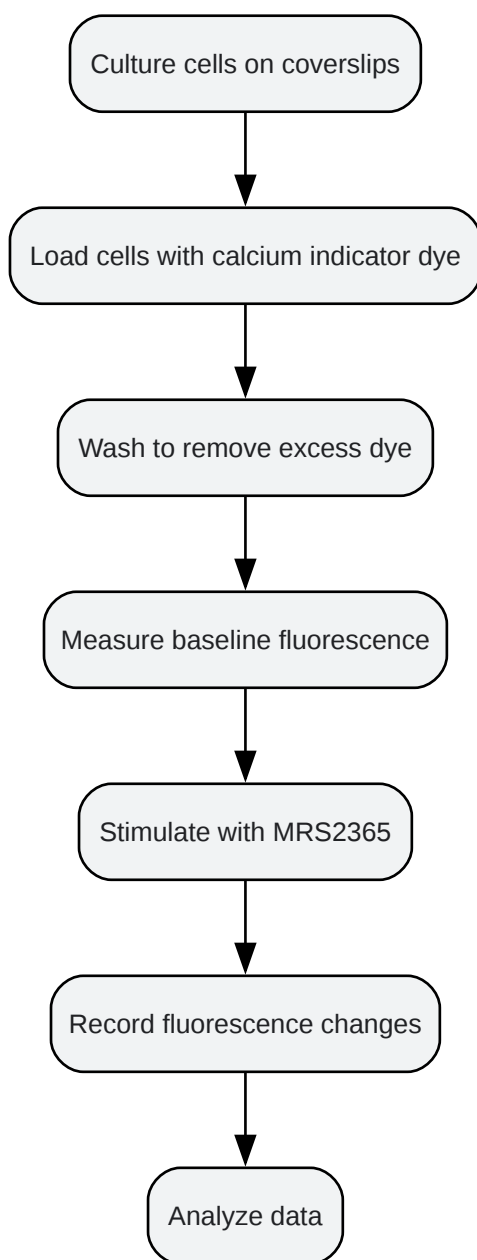 Culture cells on coverslips
Load cells with calcium indicator dye
Wash to remove excess dye
Measure baseline fluorescence
Stimulate with MRS2365
Record fluorescence changes
Analyze data